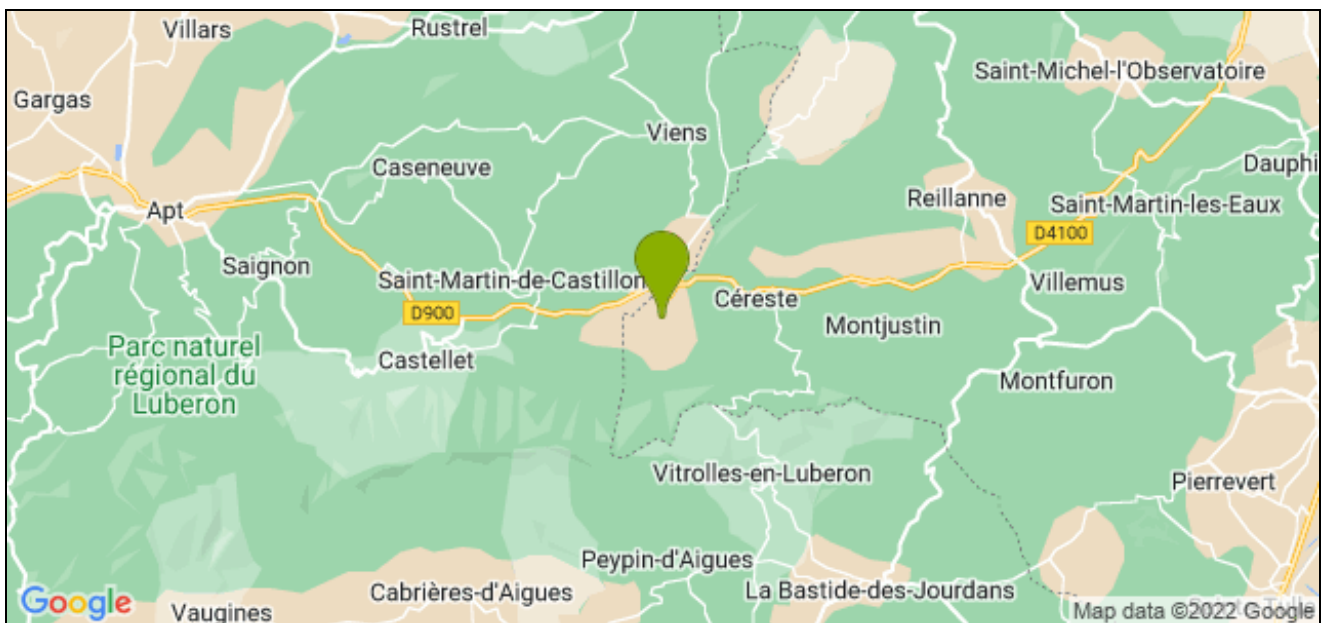 Villars
Rustrel
Saint-Michel-l'Observatoire
Gargas
Viens
Caseneuve
Dauphi
Reillanne
Saint-Martin-les-Eaux
Apt
D4100
Saignon
Saint-Martin-de-Castillon
Villemus
Céreste
D900
Montjustin
Parc naturel
régional du
Luberon
Castellet
Montfuron
Vitrolles-en-Luberon
Pierrevert
Peypin-d'Aigues
Cabrières-d'Aigues
La Bastide-des-Jourdans
Google
Vaugines
Map data ©2022 Google